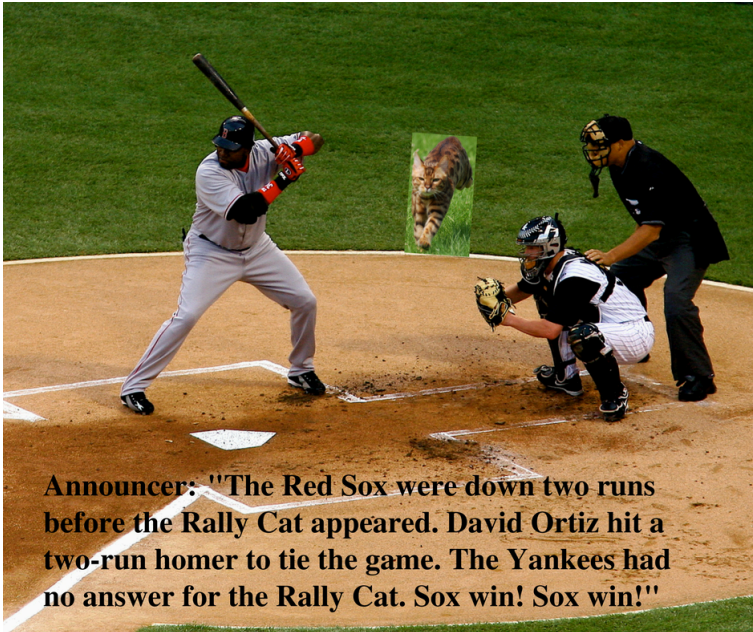 Announcer: "The Red Sox were down two runs
before the Rally Cat appeared. David Ortiz hit a
two-run homer to tie the game. The Yankees had
no answer for the Rally Cat. Sox win! Sox win!"